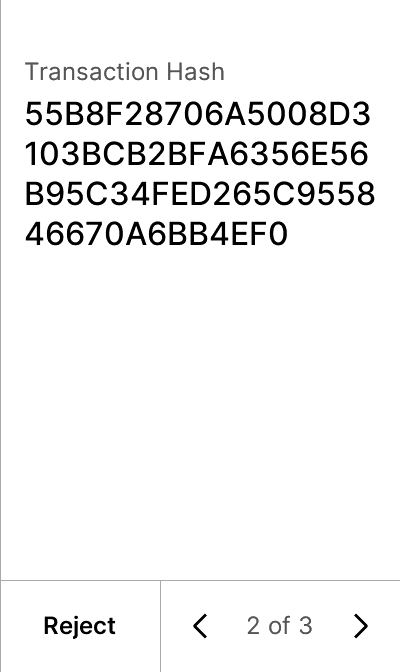 Transaction Hash
55B8F28706A5008D3
103BCB2BFA6356E56
B95C34FED265C9558
46670A6BB4EF0
Reject
2 of 3